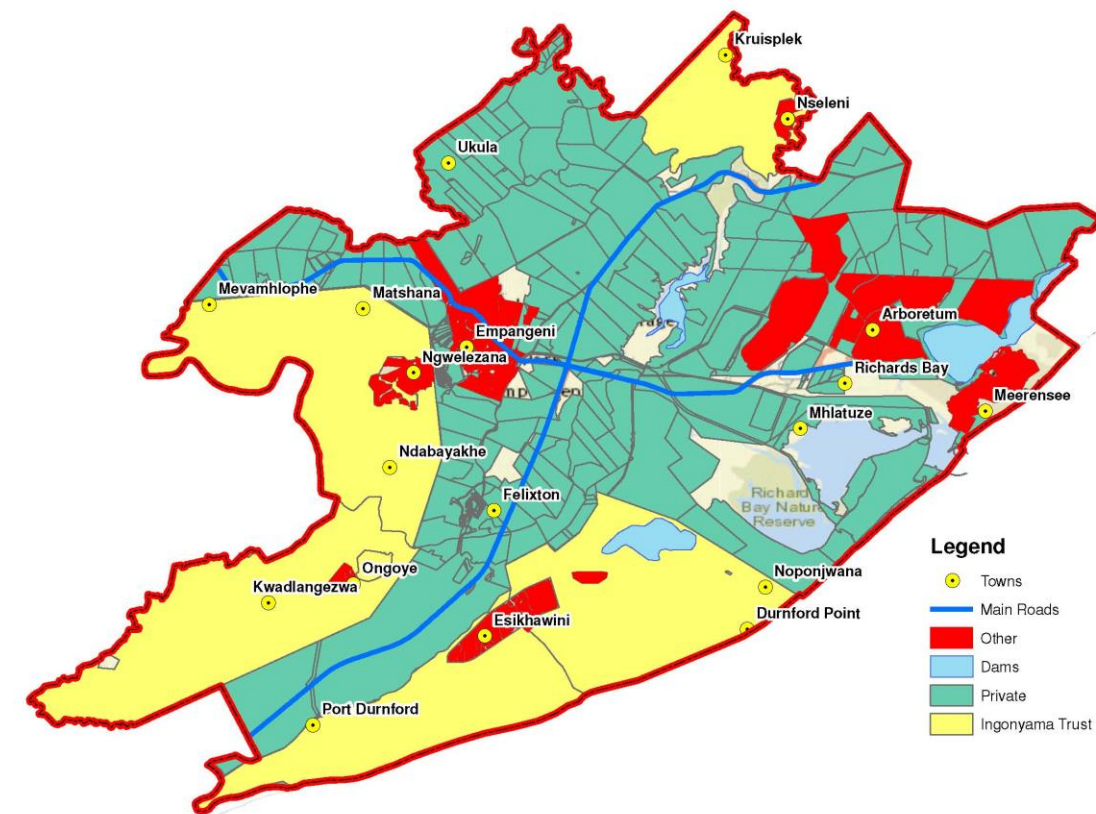 Kruisplek
Nseleni
Ukula
Mevamhlophe
Matshana
Empangeni
Arboretum
Ngwelezana
Richards Bay
Meerensee
Mhlatuze
Ndabayakhe
Felixton
Richard
Bay Nature
Reserve
Ongoye
Kwadlangezwa
Noponjwana
Durnford Point
Esikhawini
Port Durnford
Legend
Towns
Main Roads
Other
Dams
Private
Ingonyama Trust